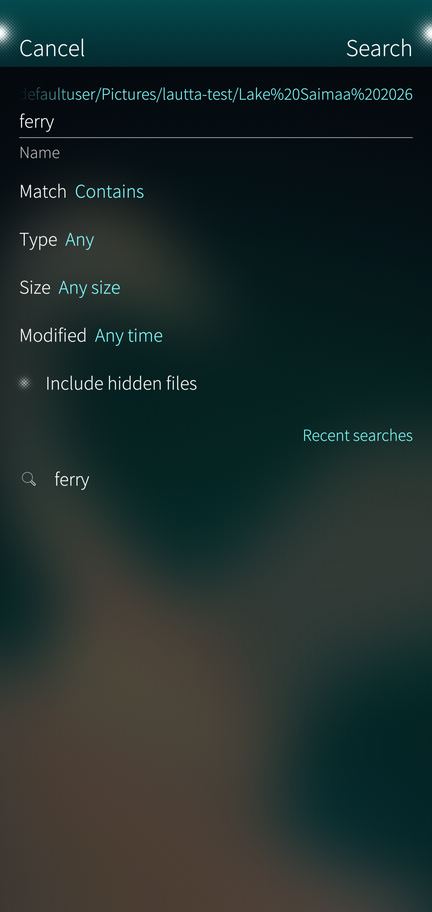 Cancel
Search
defaultuser/Pictures/lautta-test/Lake%20Saimaa%202026
ferry
Name
Match Contains
Type Any
Size Any size
Modified Any time
Include hidden files
Recent searches
ferry